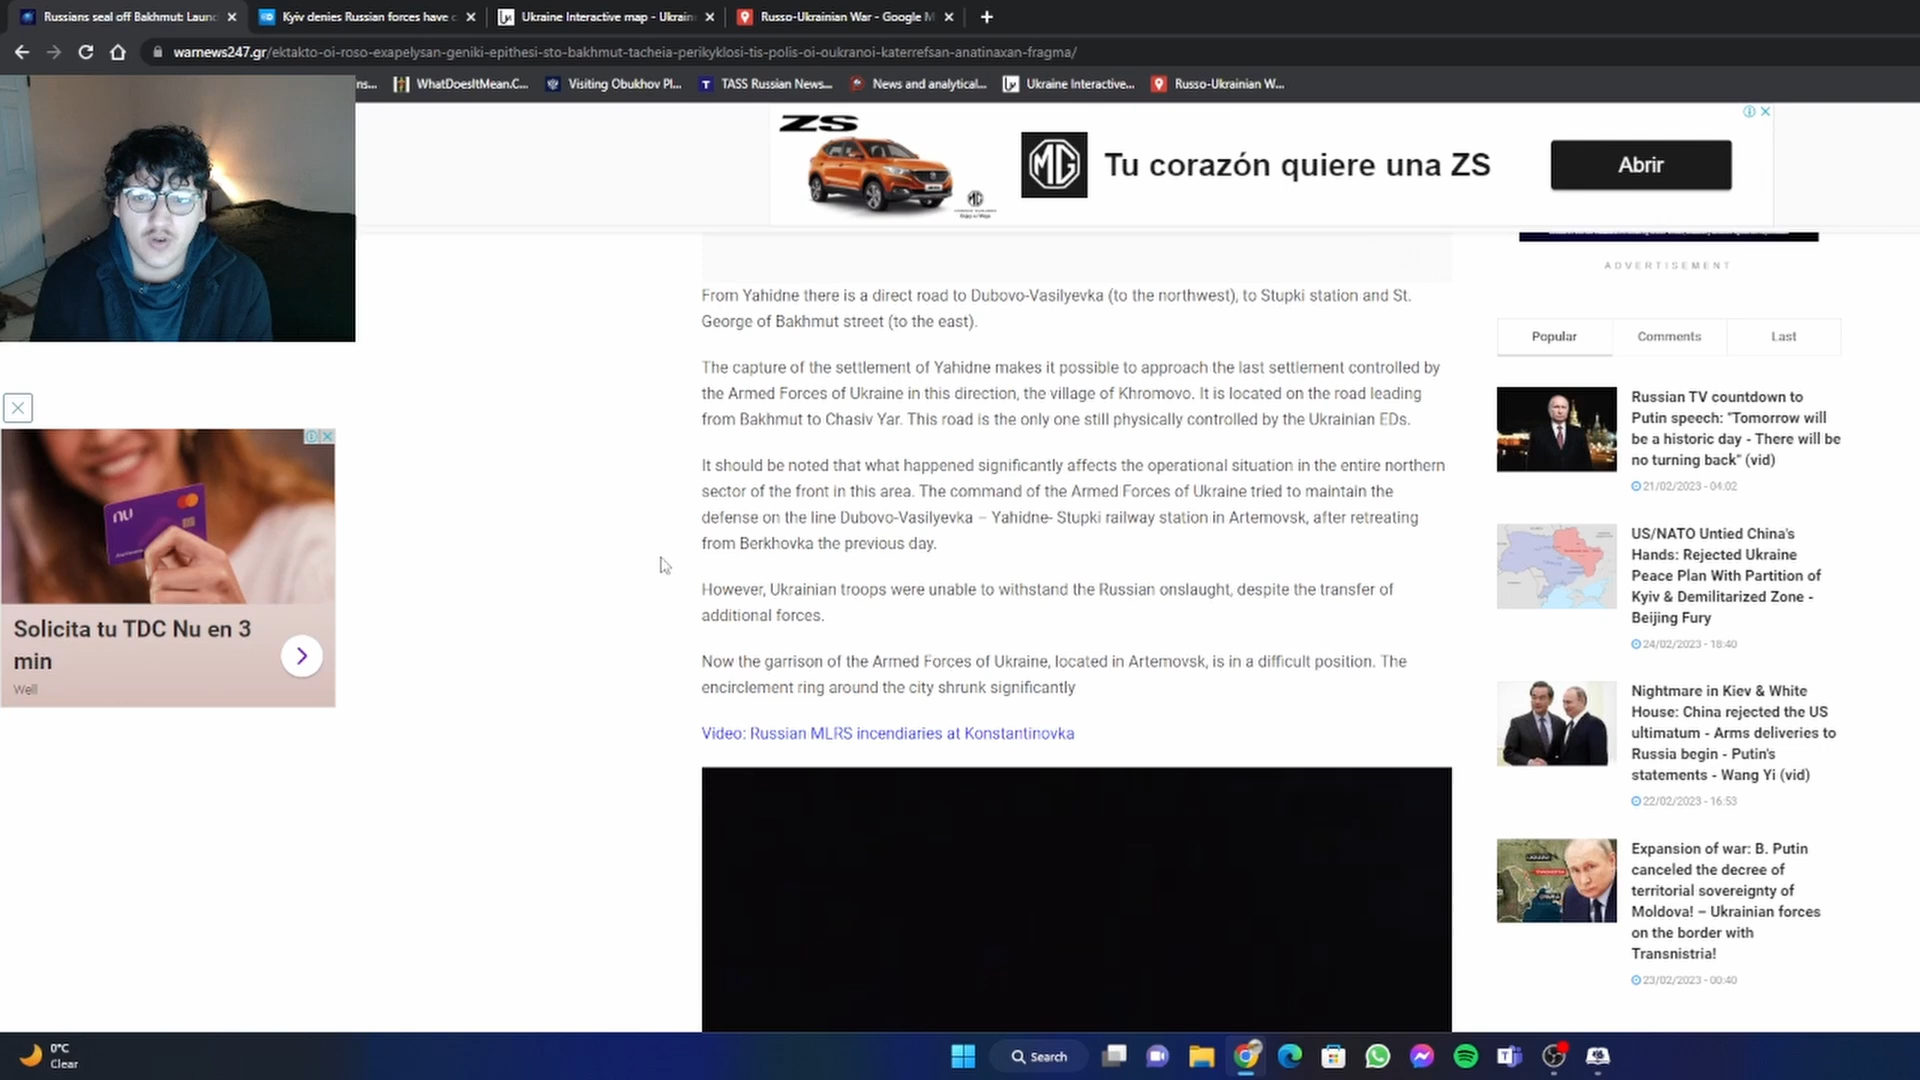 Russians seal off Bakhmut: Laun
Kyiv denies Russian forces have
Ukraine Interactive map - Ukrain
Russo-Ukrainian War - Google M
warnews247.gr/ektakto-oi-roso-exapelysan-geniki-epithesi-sto-bakhmut-tacheia-perikyklosi-tis-polis-oi-oukranoi-katerrefsan-anatinaxan-fragma/
ns...
WhatDoesItMean.C...
Visiting Obukhov Pl...
TASS Russian News...
News and analytical...
Ukraine Interactive...
Russo-Ukrainian W...
ZS
MG
Tu corazón quiere una ZS
Abrir
ADVERTISEMENT
From Yahidne there is a direct road to Dubovo-Vasilyevka (to the northwest), to Stupki station and St.
George of Bakhmut street (to the east).
The capture of the settlement of Yahidne makes it possible to approach the last settlement controlled by
the Armed Forces of Ukraine in this direction, the village of Khromovo. It is located on the road leading
from Bakhmut to Chasiv Yar. This road is the only one still physically controlled by the Ukrainian EDs.
It should be noted that what happened significantly affects the operational situation in the entire northern
sector of the front in this area. The command of the Armed Forces of Ukraine tried to maintain the
defense on the line Dubovo-Vasilyevka – Yahidne- Stupki railway station in Artemovsk, after retreating
from Berkhovka the previous day.
However, Ukrainian troops were unable to withstand the Russian onslaught, despite the transfer of
additional forces.
Now the garrison of the Armed Forces of Ukraine, located in Artemovsk, is in a difficult position. The
encirclement ring around the city shrunk significantly
Video: Russian MLRS incendiaries at Konstantinovka
nu
Solicita tu TDC Nu en 3
min
Well
Popular
Comments
Last
Russian TV countdown to
Putin speech: "Tomorrow will
be a historic day - There will be
no turning back" (vid)
21/02/2023 - 04:02
US/NATO Untied China's
Hands: Rejected Ukraine
Peace Plan With Partition of
Kyiv & Demilitarized Zone -
Beijing Fury
24/02/2023 - 18:40
Nightmare in Kiev & White
House: China rejected the US
ultimatum - Arms deliveries to
Russia begin - Putin's
statements - Wang Yi (vid)
22/02/2023 - 16:53
Expansion of war: B. Putin
canceled the decree of
territorial sovereignty of
Moldova! – Ukrainian forces
on the border with
Transnistria!
23/02/2023 - 00:40
0°C
Clear
Search